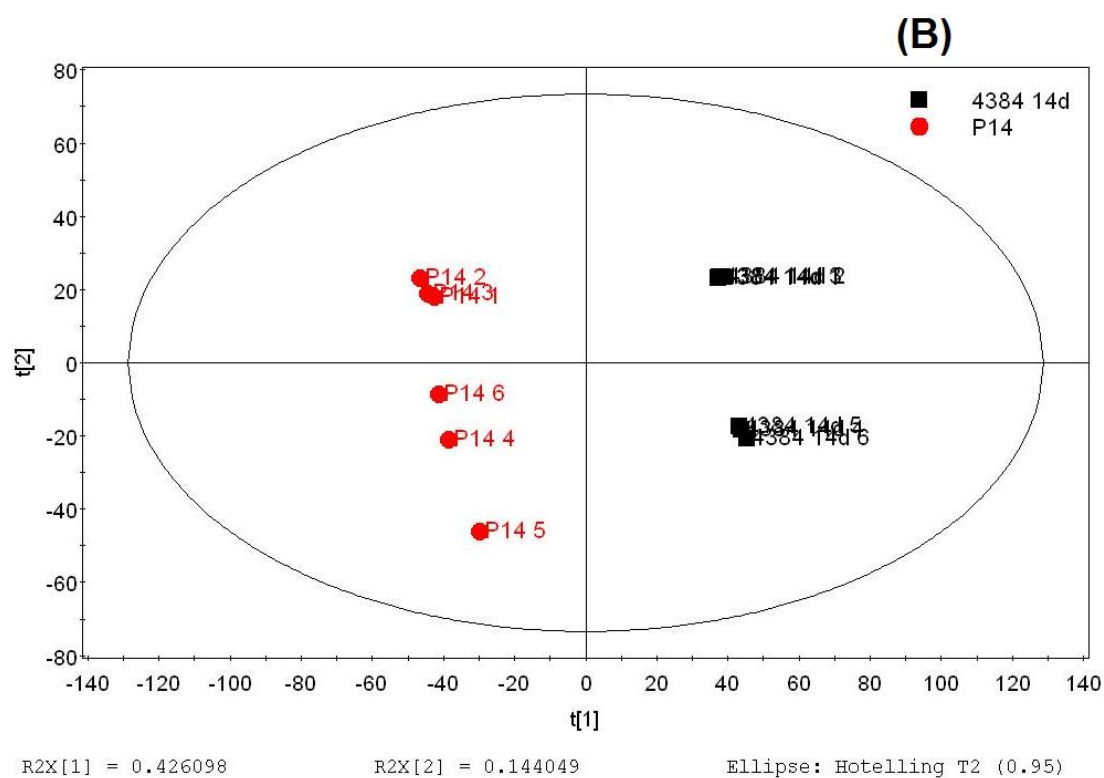 (B)
80
4384 14d
P14
60
40
P14 2
20
P14 1
0
t[2]
P14 6
-20
P14 4
4384 14d 6
-40
P14 5
-60
-80
-140 -120 -100 -80 -60 -40 -20 0 20 40 60 80 100 120 140
t[1]
R2X[1] = 0.426098 R2X[2] = 0.144049 Ellipse: Hotelling T2 (0.95)